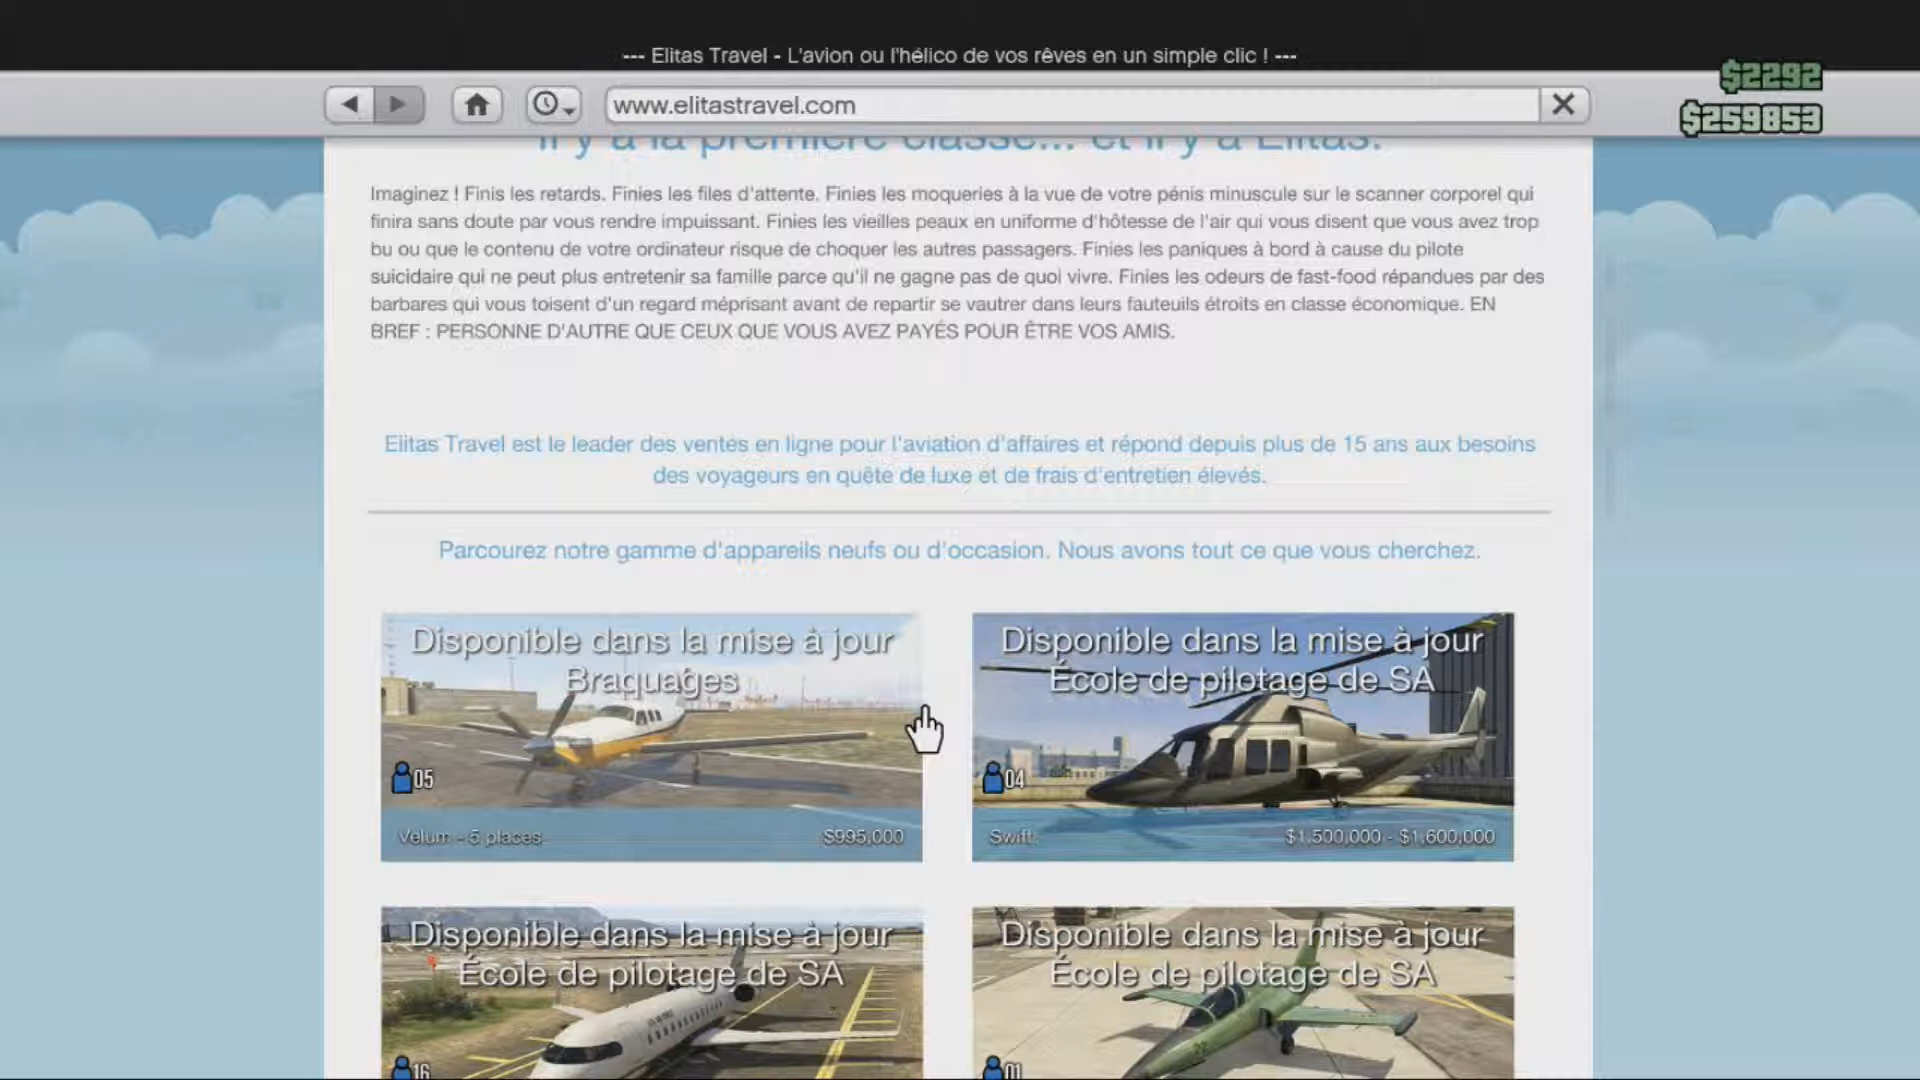 --- Elitas Travel - L'avion ou l'hélico de vos rêves en un simple clic ! ---
$2292
www.elitastravel.com
$259853
Il y a la première classe... et il y a Elitas.
Imaginez ! Finis les retards. Finies les files d'attente. Finies les moqueries à la vue de votre pénis minuscule sur le scanner corporel qui
finira sans doute par vous rendre impuissant. Finies les vieilles peaux en uniforme d'hôtesse de l'air qui vous disent que vous avez trop
bu ou que le contenu de votre ordinateur risque de choquer les autres passagers. Finies les paniques à bord à cause du pilote
suicidaire qui ne peut plus entretenir sa famille parce qu'il ne gagne pas de quoi vivre. Finies les odeurs de fast-food répandues par des
barbares qui vous toisent d'un regard méprisant avant de repartir se vautrer dans leurs fauteuils étroits en classe économique. EN
BREF : PERSONNE D'AUTRE QUE CEUX QUE VOUS AVEZ PAYÉS POUR ÊTRE VOS AMIS.
Elitas Travel est le leader des ventes en ligne pour l'aviation d'affaires et répond depuis plus de 15 ans aux besoins
des voyageurs en quête de luxe et de frais d'entretien élevés.
Parcourez notre gamme d'appareils neufs ou d'occasion. Nous avons tout ce que vous cherchez.
Disponible dans la mise à jour
Braquages
05
Velum - 5 places
$995,000
Disponible dans la mise à jour
École de pilotage de SA
04
Swift
$1,500,000 - $1,600,000
Disponible dans la mise à jour
École de pilotage de SA
16
Disponible dans la mise à jour
École de pilotage de SA
01